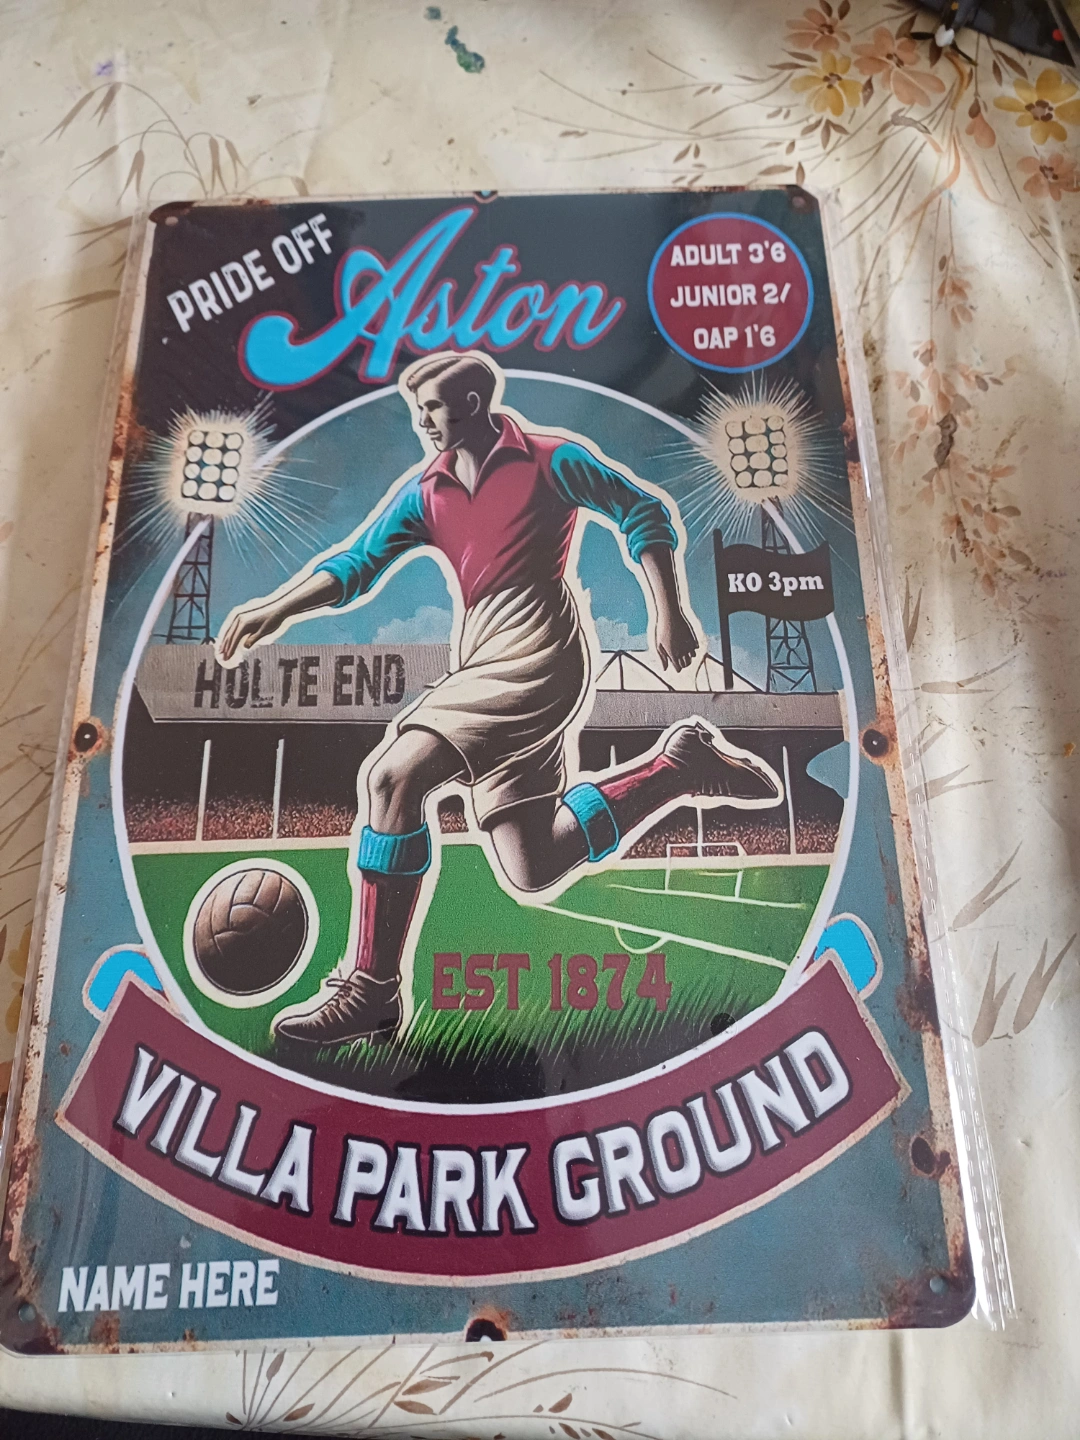 PRIDE OFF
Aston
ADULT 3'6
JUNIOR 2/
OAP 1'6
KO 3pm
HOLTE END
EST 1874
VILLA PARK GROUND
NAME HERE